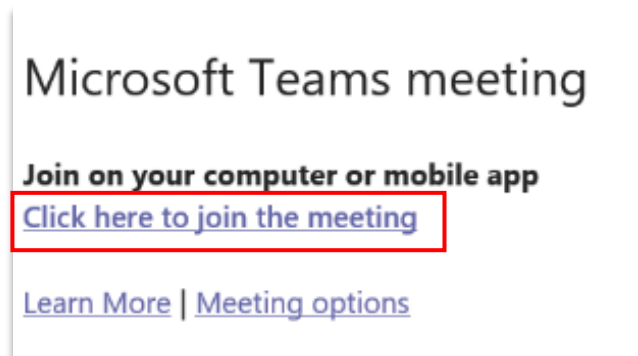 Microsoft Teams meeting
Join on your computer or mobile app
Click here to join the meeting
Learn More | Meeting options